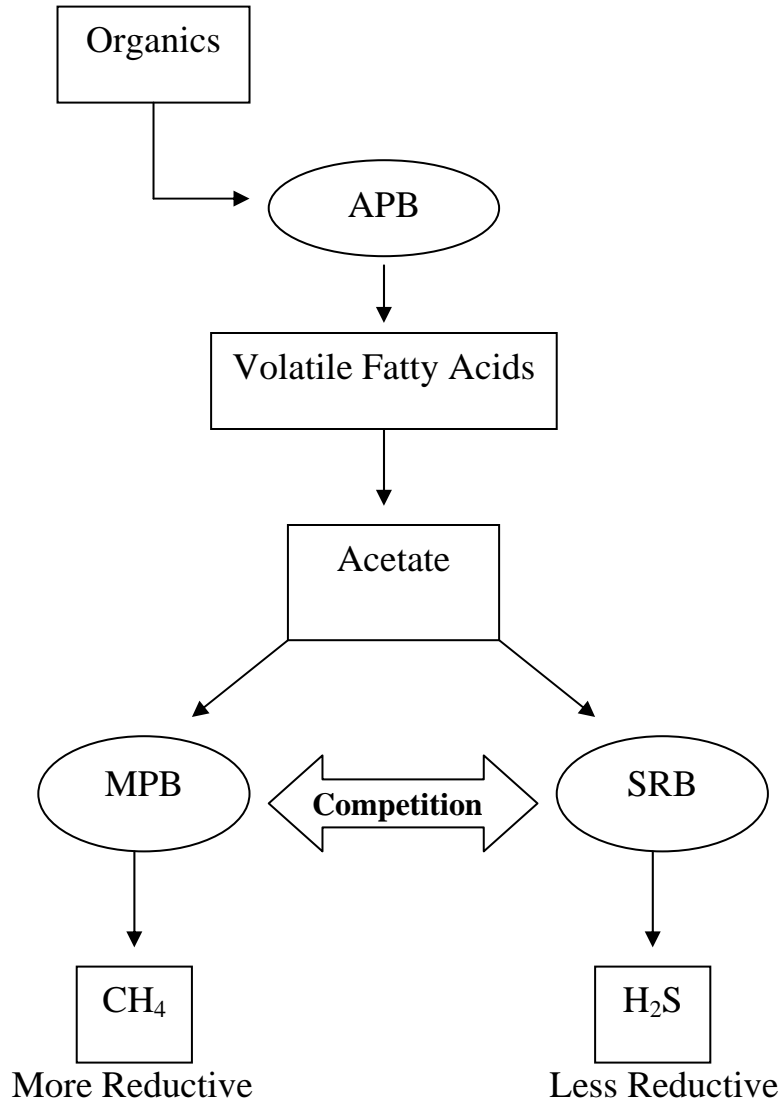 Organics
APB
Volatile Fatty Acids
Acetate
MPB
Competition
SRB
CH₄
H₂S
More Reductive
Less Reductive